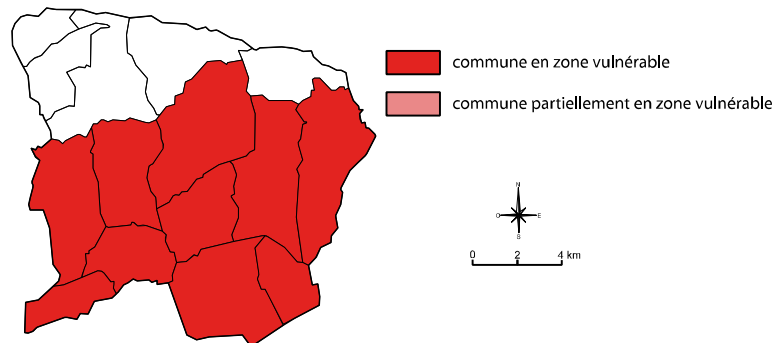 commune en zone vulnérable
commune partiellement en zone vulnérable
N
O E
S
0 2 4 km